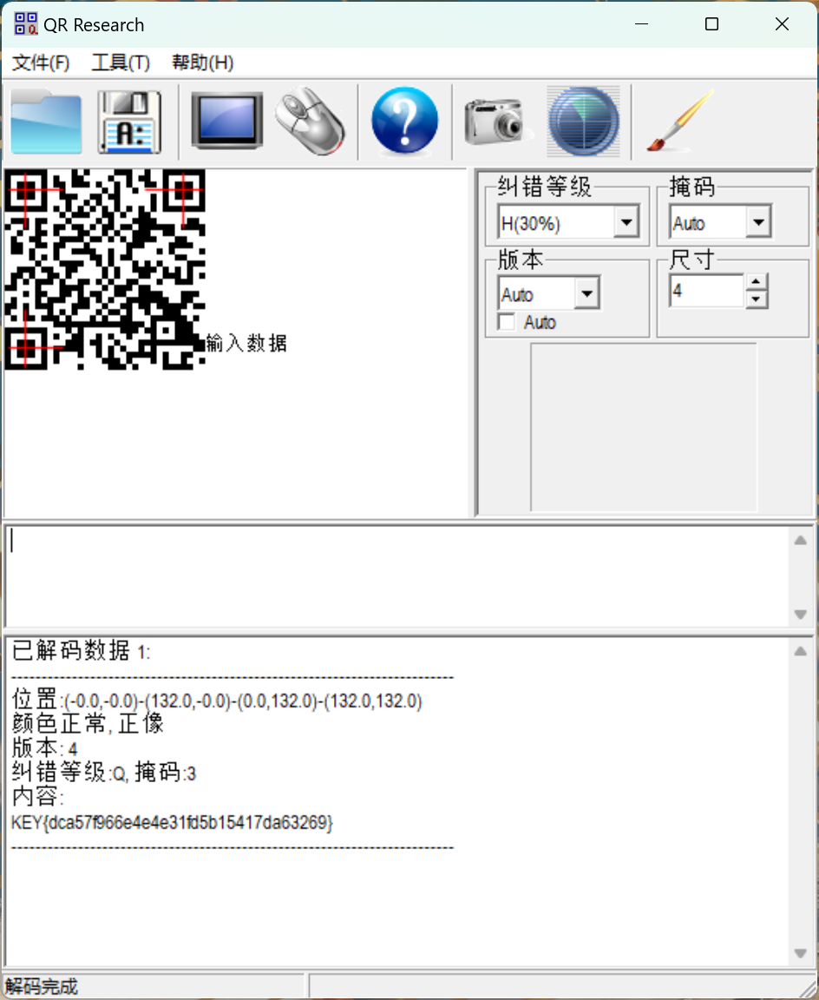 QR Research
文件(F) 工具(T) 帮助(H)
A:
纠错等级
H(30%)
掩码
Auto
版本
Auto
Auto
尺寸
4
输入数据
已解码数据 1:
--------------------------------------------------------------------------------
位置:(-0.0,-0.0)-(132.0,-0.0)-(0.0,132.0)-(132.0,132.0)
颜色正常, 正像
版本: 4
纠错等级:Q, 掩码:3
内容:
KEY{dca57f966e4e4e31fd5b15417da63269}
--------------------------------------------------------------------------------
解码完成